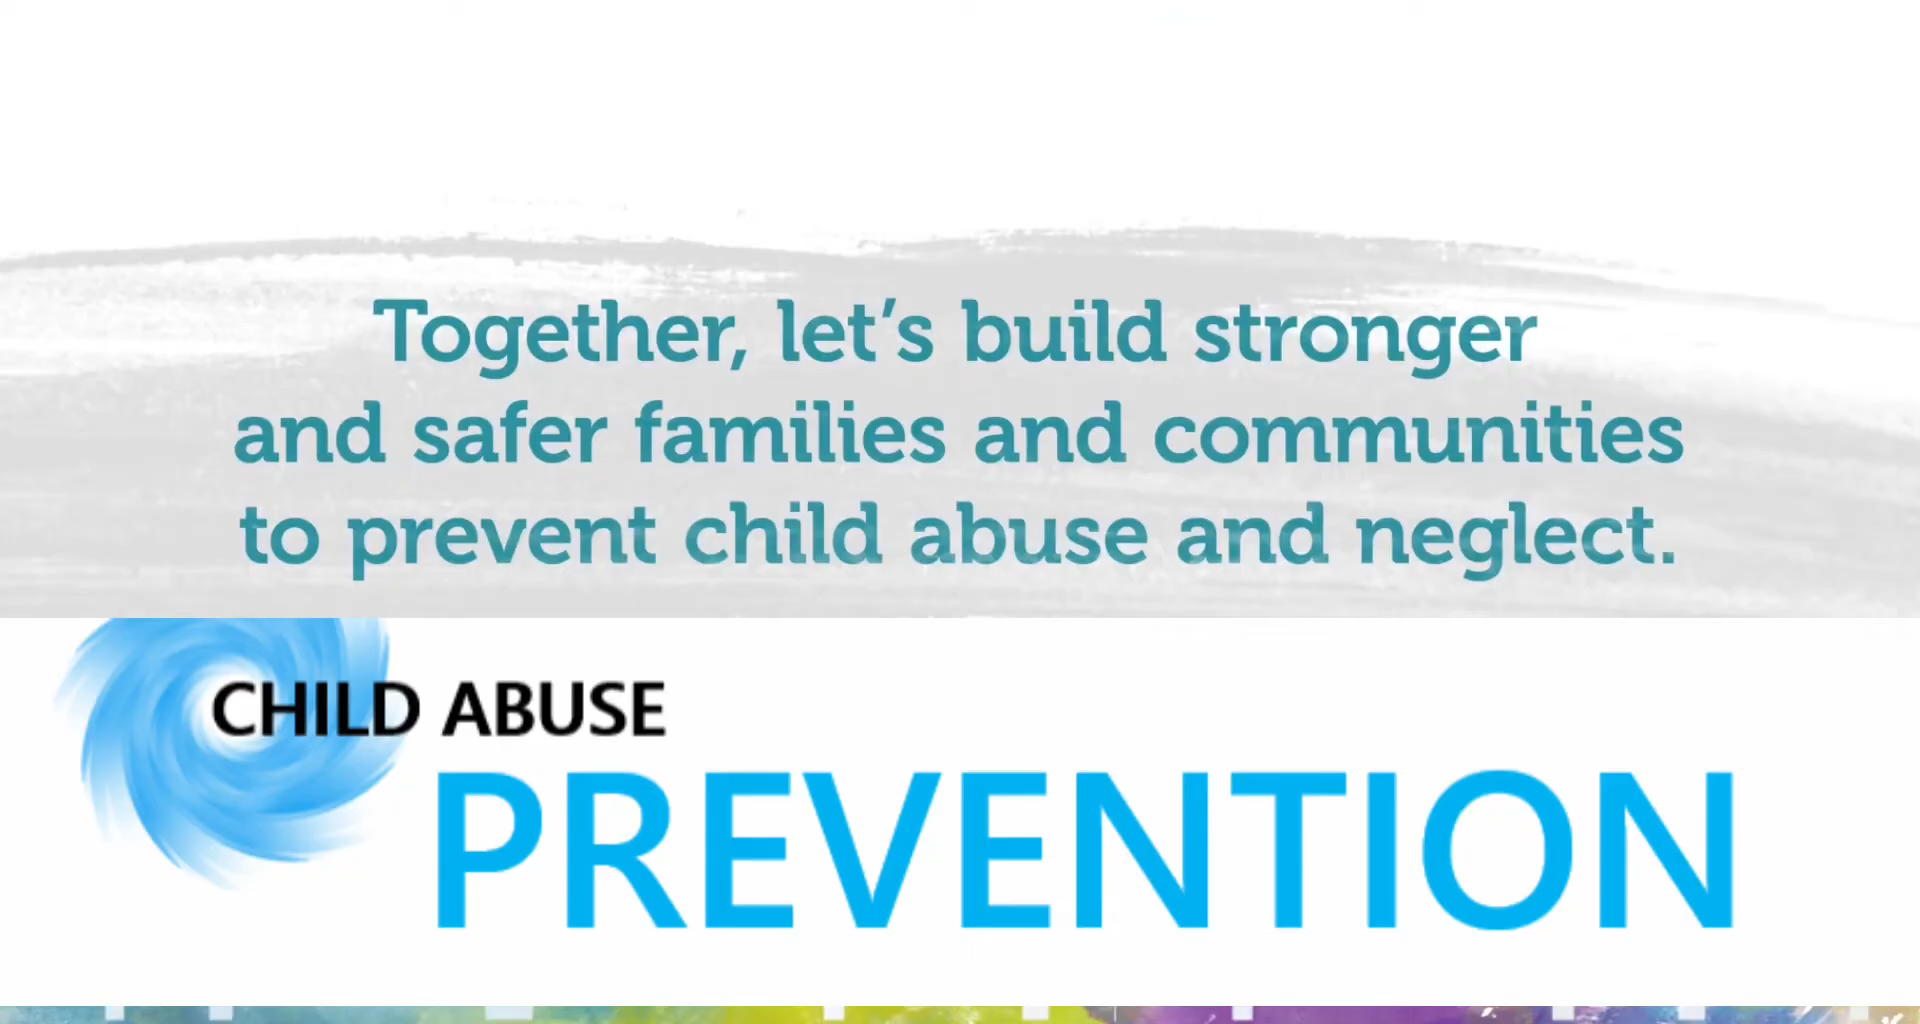 Together, let’s build stronger
and safer families and communities
to prevent child abuse and neglect.
CHILD ABUSE
PREVENTION